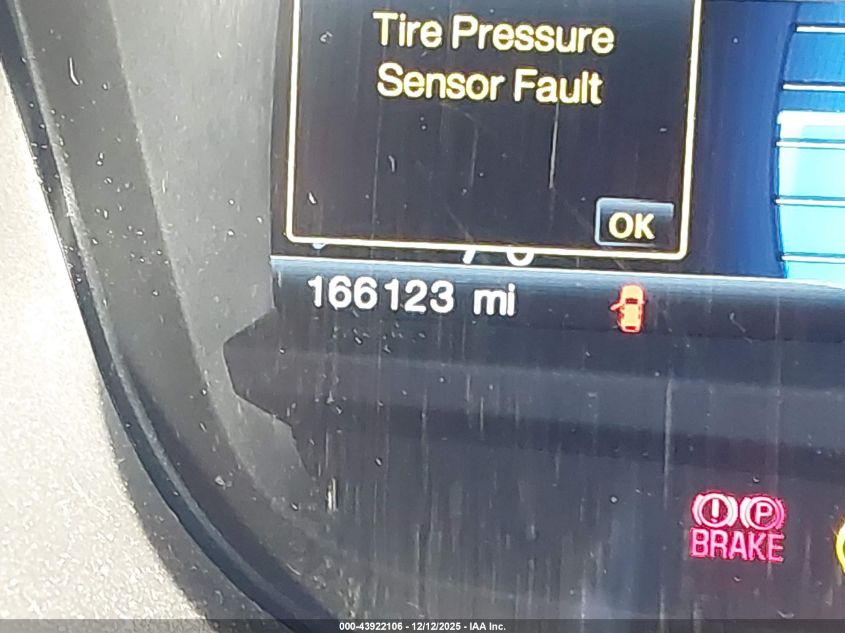 Tire Pressure
Sensor Fault
OK
166123 mi
BRAKE
000-43922106 - 12/12/2025 - IAA Inc.